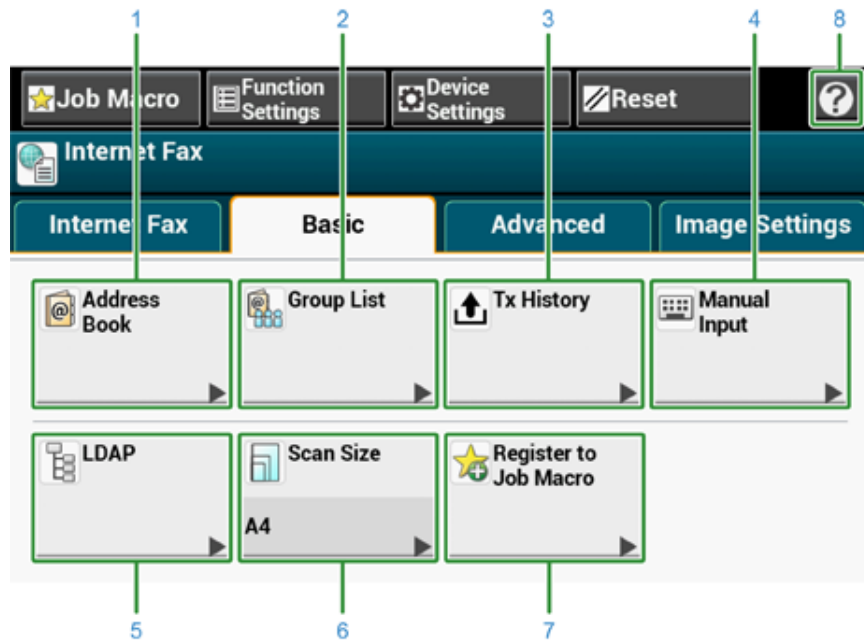 1 2 3 4 8
Job Macro Function Settings Device Settings Reset ?
Internet Fax
Internet Fax Basic Advanced Image Settings
Address Book
Group List
Tx History
Manual Input
LDAP
Scan Size
A4
Register to Job Macro
5 6 7